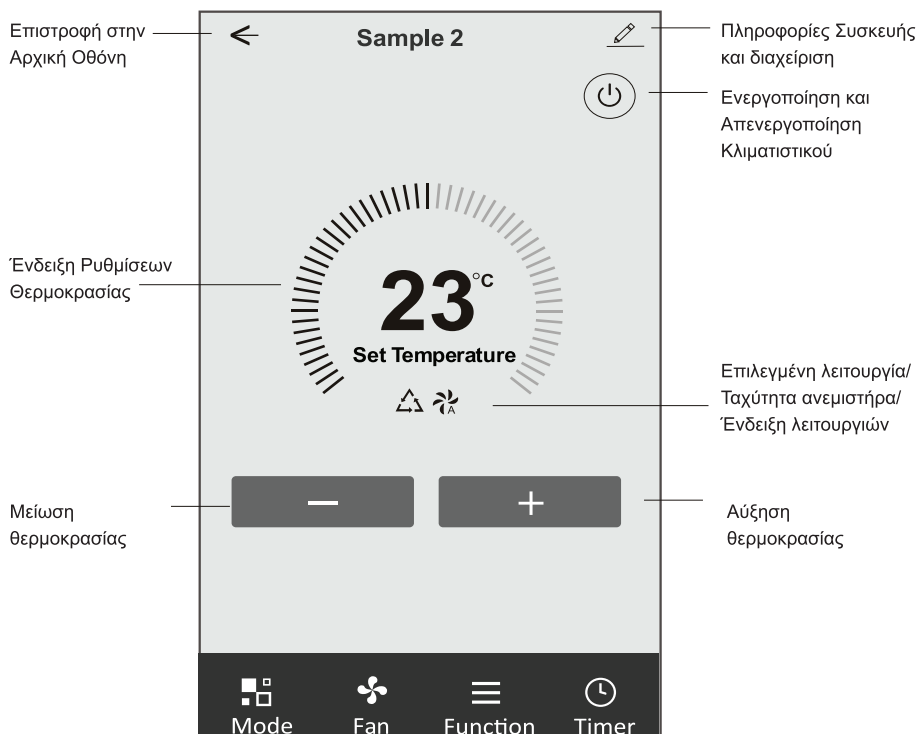 Επιστροφή στην
Αρχική Οθόνη
Sample 2
Πληροφορίες Συσκευής
και διαχείριση
Ενεργοποίηση και
Απενεργοποίηση
Κλιματιστικού
Ένδειξη Ρυθμίσεων
Θερμοκρασίας
23°C
Set Temperature
A
Επιλεγμένη λειτουργία/
Ταχύτητα ανεμιστήρα/
Ένδειξη λειτουργιών
Μείωση
θερμοκρασίας
Αύξηση
θερμοκρασίας
Mode Fan Function Timer